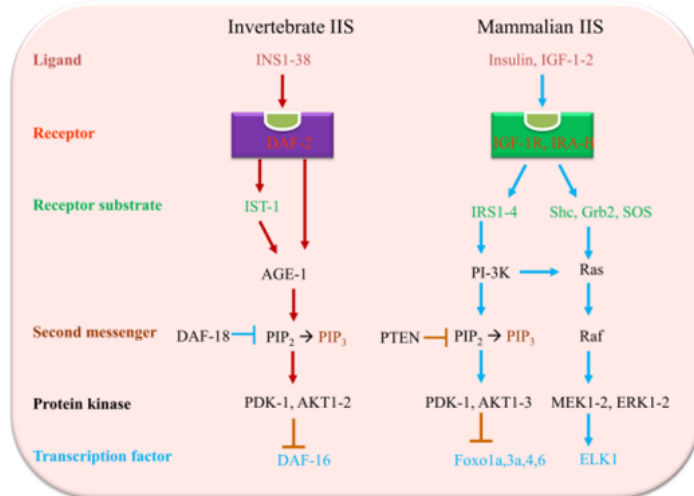 Invertebrate IIS Mammalian IIS
Ligand INS1-38 Insulin, IGF-1-2
Receptor DAF-2 IGF-1R, IRA-B
Receptor substrate IST-1 IRS1-4 Shc, Grb2, SOS
AGE-1 PI-3K Ras
Second messenger DAF-18 PIP₂ → PIP₃ PTEN PIP₂ → PIP₃ Raf
Protein kinase PDK-1, AKT1-2 PDK-1, AKT1-3 MEK1-2, ERK1-2
Transcription factor DAF-16 Foxo1a,3a,4,6 ELK1